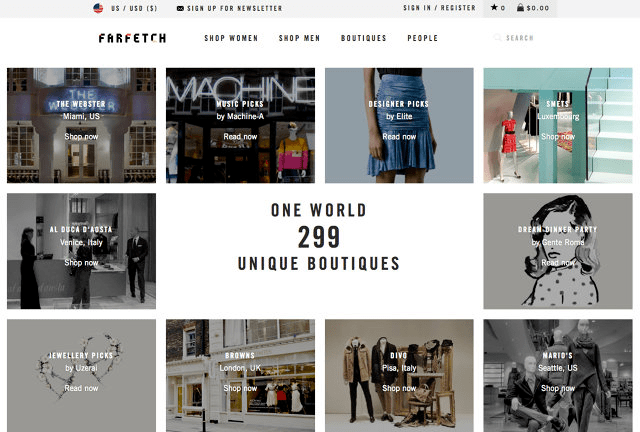 US / USD ($)
SIGN UP FOR NEWSLETTER
SIGN IN / REGISTER
0
$0.00
FARFETCH
SHOP WOMEN
SHOP MEN
BOUTIQUES
PEOPLE
SEARCH
THE WEBSTER
Miami, US
Shop now
MACHINE
MUSIC PICKS
by Machine-A
Read now
DESIGNER PICKS
by Elite
Read now
SMETS
Luxembourg
Shop now
AL DUCA D'AOSTA
Venice, Italy
Shop now
ONE WORLD
299
UNIQUE BOUTIQUES
DREAM DINNER PARTY
by Gente Roma
Read now
JEWELLERY PICKS
by Uzerai
Read now
BROWNS
London, UK
Shop now
DIVO
Pisa, Italy
Shop now
MARIO'S
Seattle, US
Shop now